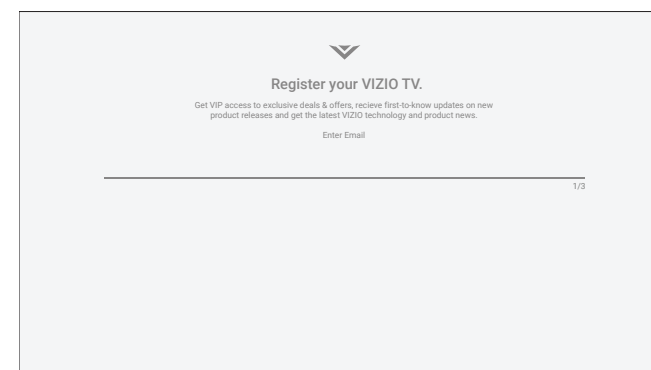 Register your VIZIO TV.
Get VIP access to exclusive deals & offers, recieve first-to-know updates on new
product releases and get the latest VIZIO technology and product news.
Enter Email
1/3